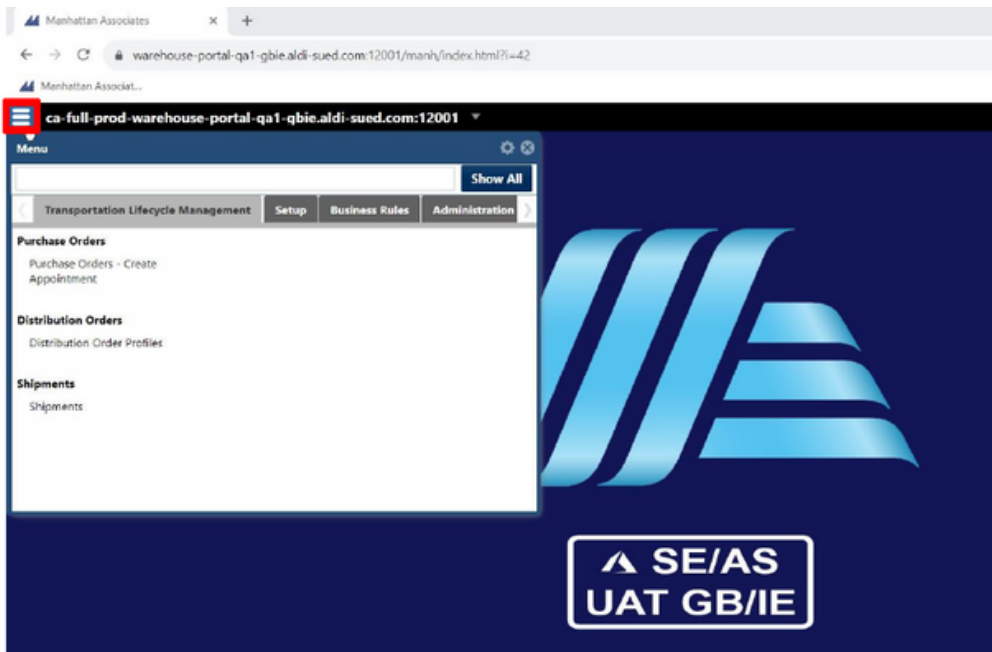 Manhattan Associates
warehouse-portal-qa1-gbie.aldi-sued.com:12001/manh/index.html?i=42
Manhattan Associat...
ca-full-prod-warehouse-portal-qa1-gbie.aldi-sued.com:12001
Menu
Show All
Transportation Lifecycle Management Setup Business Rules Administration
Purchase Orders
Purchase Orders - Create
Appointment
Distribution Orders
Distribution Order Profiles
Shipments
Shipments
SE/AS
UAT GB/IE